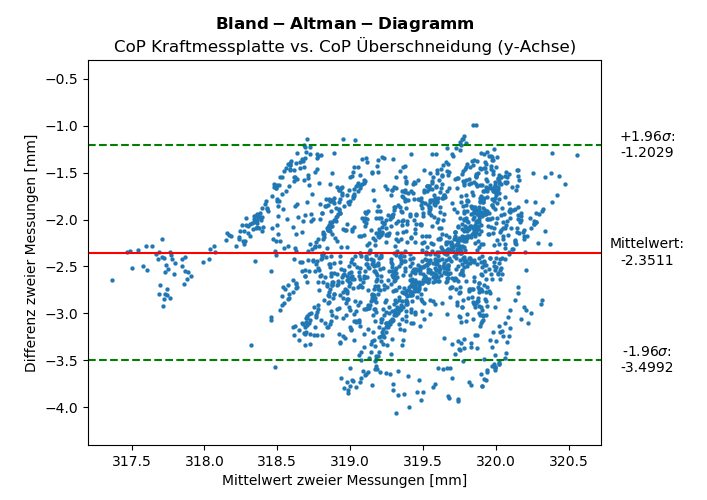 Bland − Altman − Diagramm
CoP Kraftmessplatte vs. CoP Überschneidung (y-Achse)
Differenz zweier Messungen [mm]
−0.5
−1.0
−1.5
−2.0
−2.5
−3.0
−3.5
−4.0
+1.96σ:
-1.2029
Mittelwert:
-2.3511
-1.96σ:
-3.4992
317.5 318.0 318.5 319.0 319.5 320.0 320.5
Mittelwert zweier Messungen [mm]